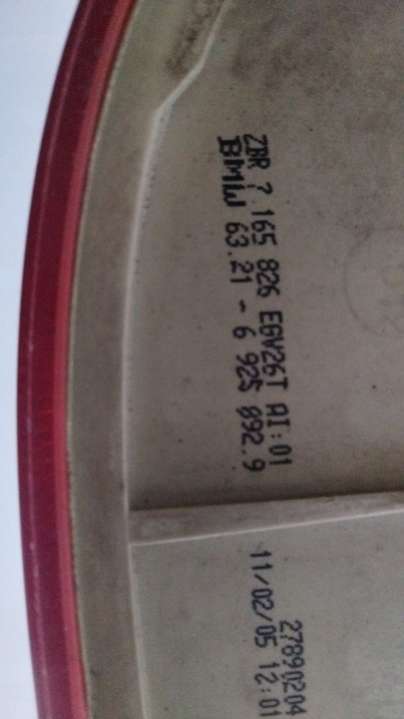 ZBR 7.165 826 EGV26T AI:01
BMW 63.21 - 6 925 892.9
27890204
11/02/05 12:01